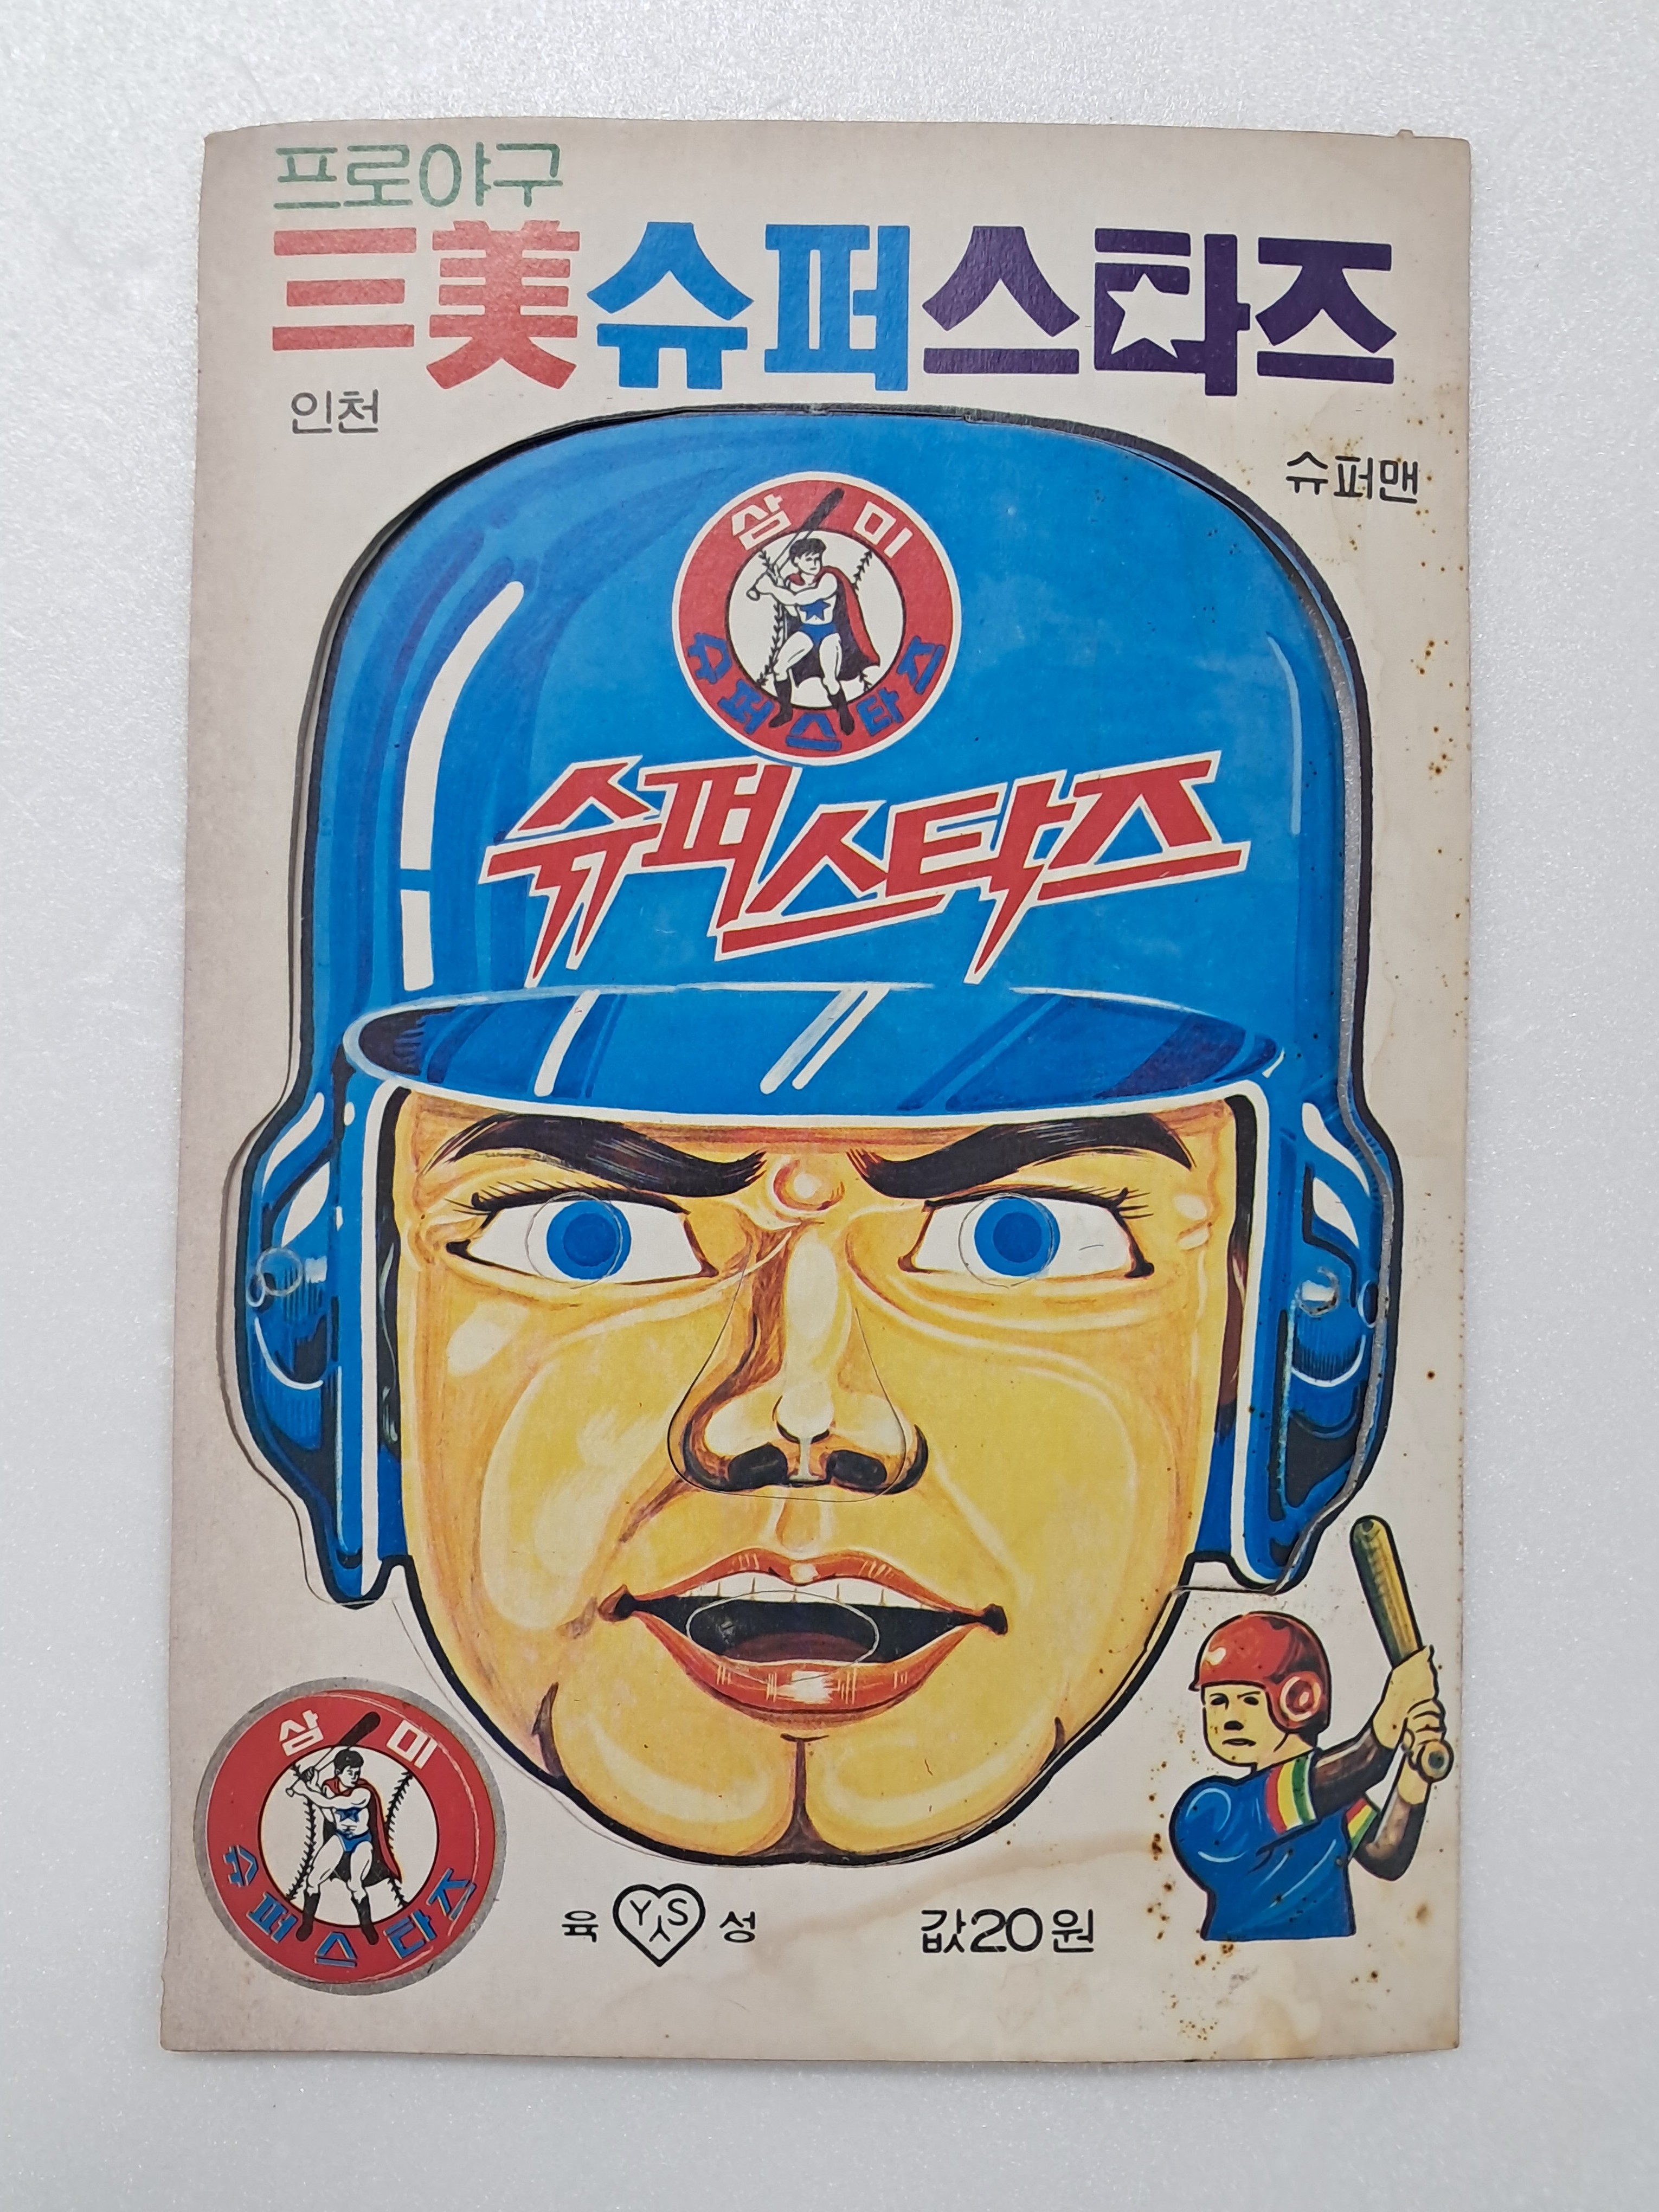 프로야구
三美슈퍼스타즈
인천
슈퍼맨
삼미
슈퍼스타즈
슈퍼스타즈
삼미
슈퍼스타즈
육 YSY 성
값20원